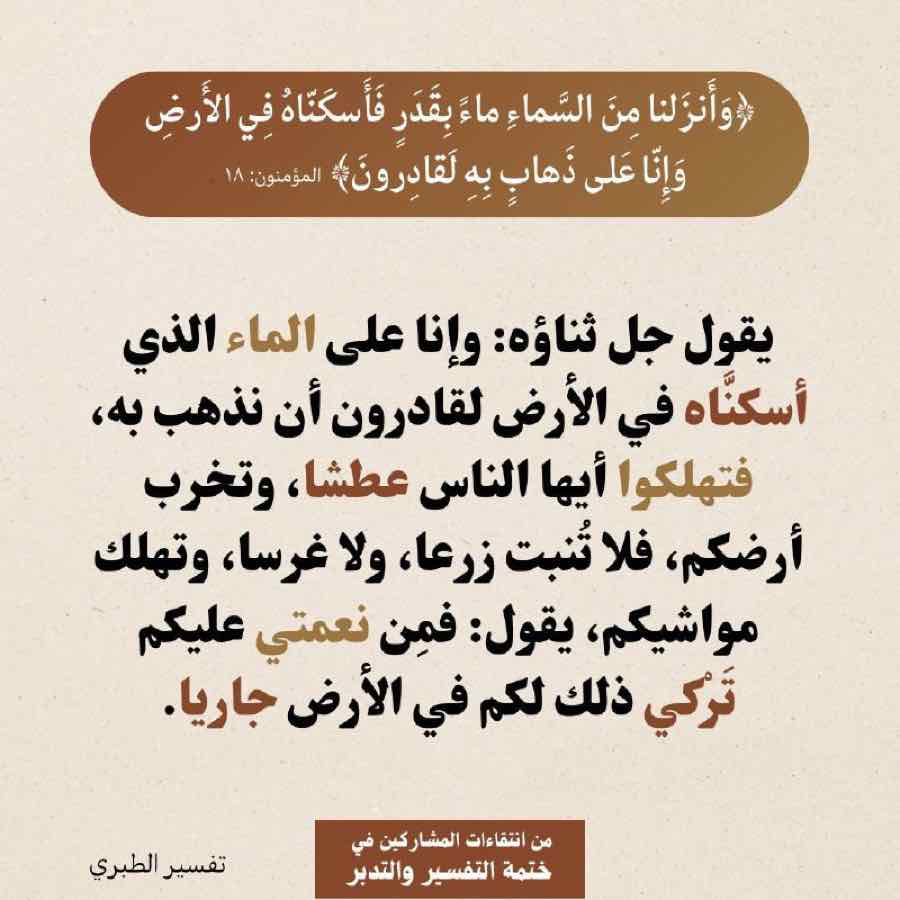 ﴿وَأَنزَلنا مِنَ السَّماءِ ماءً بِقَدَرٍ فَأَسكَنّاهُ فِي الأَرضِ
وَإِنّا عَلى ذَهابٍ بِهِ لَقادِرونَ﴾ المؤمنون: ١٨
يقول جل ثناؤه: وإنا على الماء الذي
أسكنَّاه في الأرض لقادرون أن نذهب به،
فتهلكوا أيها الناس عطشا، وتخرب
أرضكم، فلا تُنبت زرعا، ولا غرسا، وتهلك
مواشيكم، يقول: فمِن نعمتي عليكم
تَرْكي ذلك لكم في الأرض جاريا.
من انتقاءات المشاركين في
ختمة التفسير والتدبر
تفسير الطبري